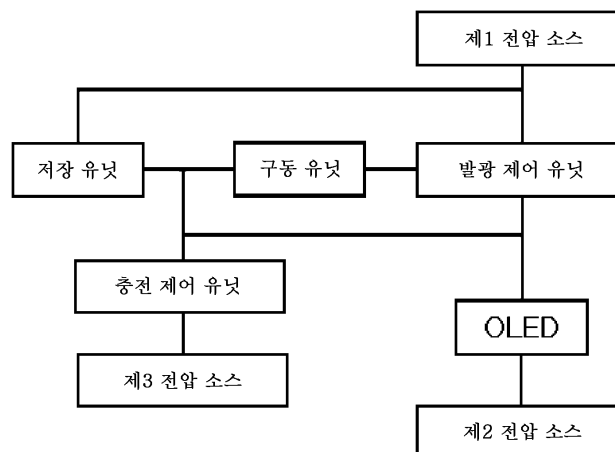 제1 전압 소스
저장 유닛
구동 유닛
발광 제어 유닛
충전 제어 유닛
OLED
제3 전압 소스
제2 전압 소스